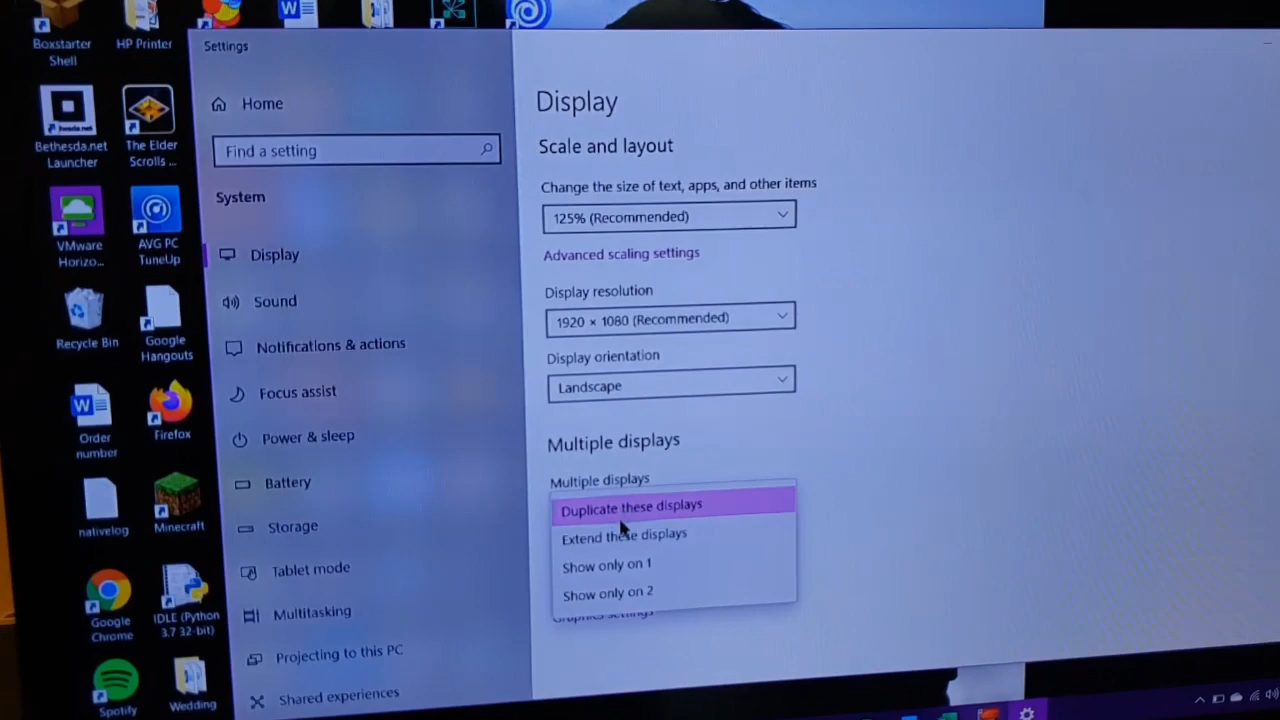 Boxstarter
Shell
HP Printer
Bethesda.net
Launcher
The Elder
Scrolls ...
VMware
Horizo...
AVG PC
TuneUp
Recycle Bin
Google
Hangouts
Order
number
Firefox
nativelog
Minecraft
Google
Chrome
IDLE (Python
3.7 32-bit)
Spotify
Wedding
Settings
Home
Find a setting
System
Display
Sound
Notifications & actions
Focus assist
Power & sleep
Battery
Storage
Tablet mode
Multitasking
Projecting to this PC
Shared experiences
Display
Scale and layout
Change the size of text, apps, and other items
125% (Recommended)
Advanced scaling settings
Display resolution
1920 × 1080 (Recommended)
Display orientation
Landscape
Multiple displays
Multiple displays
Duplicate these displays
Extend these displays
Show only on 1
Show only on 2
Graphics settings